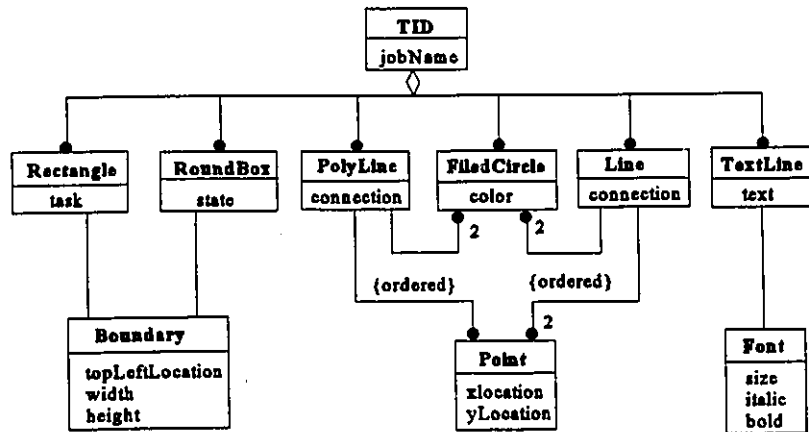 TID
jobName
Rectangle
task
RoundBox
state
PolyLine
connection
FiledCircle
color
Line
connection
TextLine
text
2
2
{ordered}
{ordered}
2
Boundary
topLeftLocation
width
height
Point
xlocation
yLocation
Font
size
italic
bold